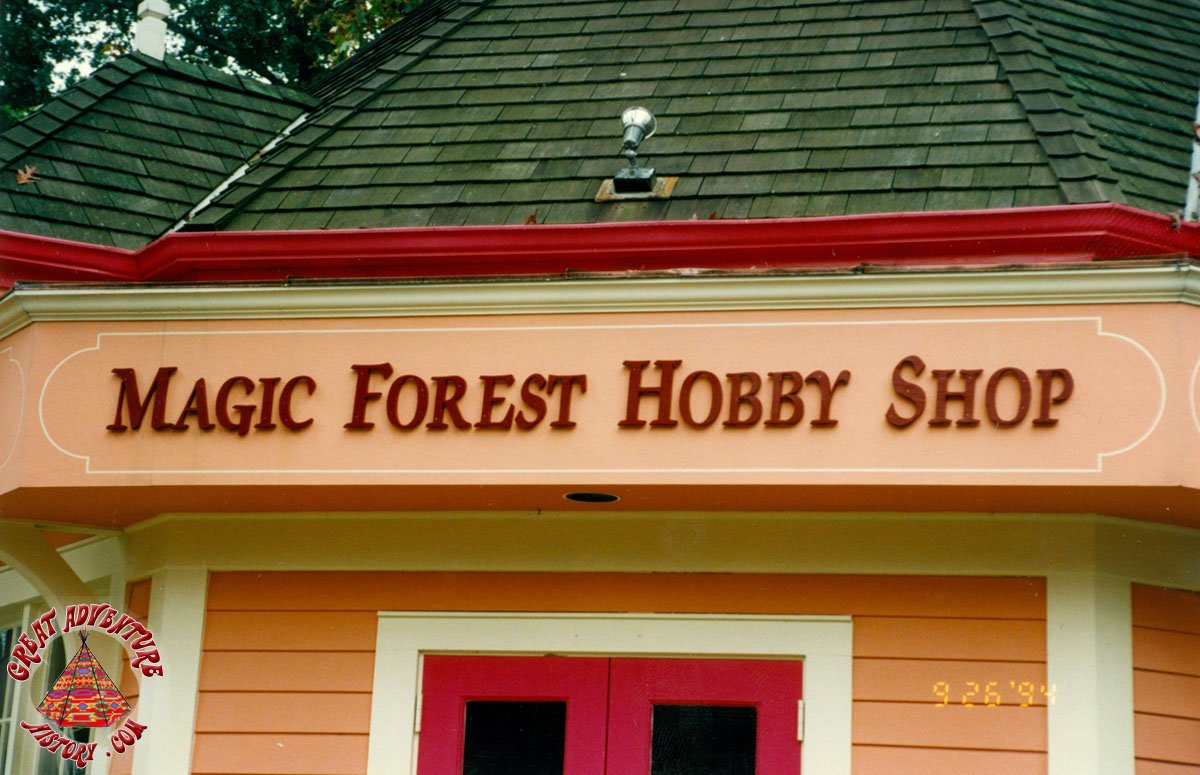 MAGIC FOREST HOBBY SHOP
GREAT ADVENTURE
HISTORY.COM
9 26 '94